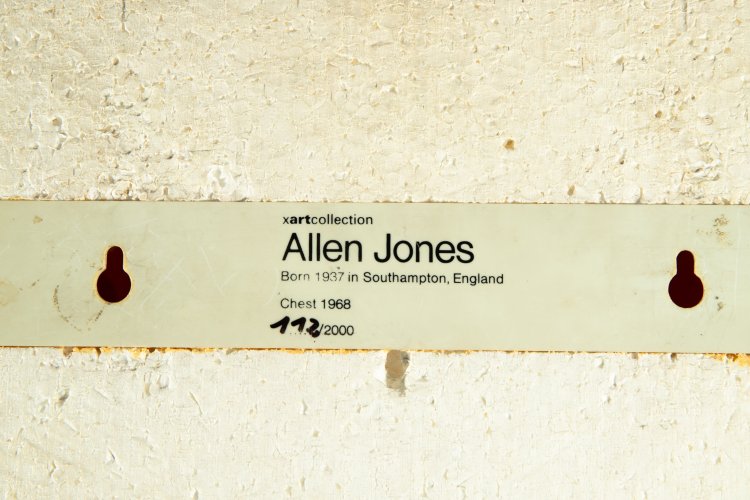 xartcollection
Allen Jones
Born 1937 in Southampton, England
Chest 1968
112/2000